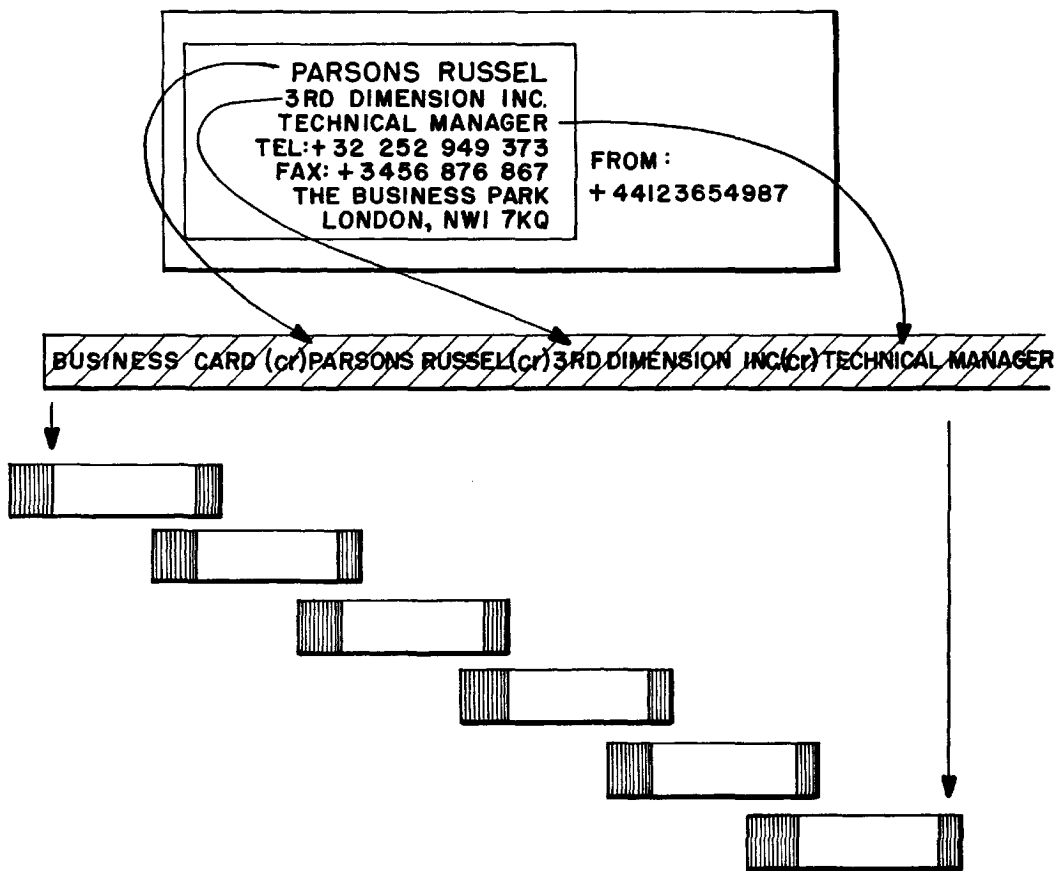 PARSONS RUSSEL
3RD DIMENSION INC.
TECHNICAL MANAGER
TEL:+32 252 949 373
FAX: +3456 876 867
THE BUSINESS PARK
LONDON, NW1 7KQ
FROM:
+44123654987
BUSINESS CARD (cr)PARSONS RUSSEL(cr)3RD DIMENSION INC.(cr)TECHNICAL MANAGER